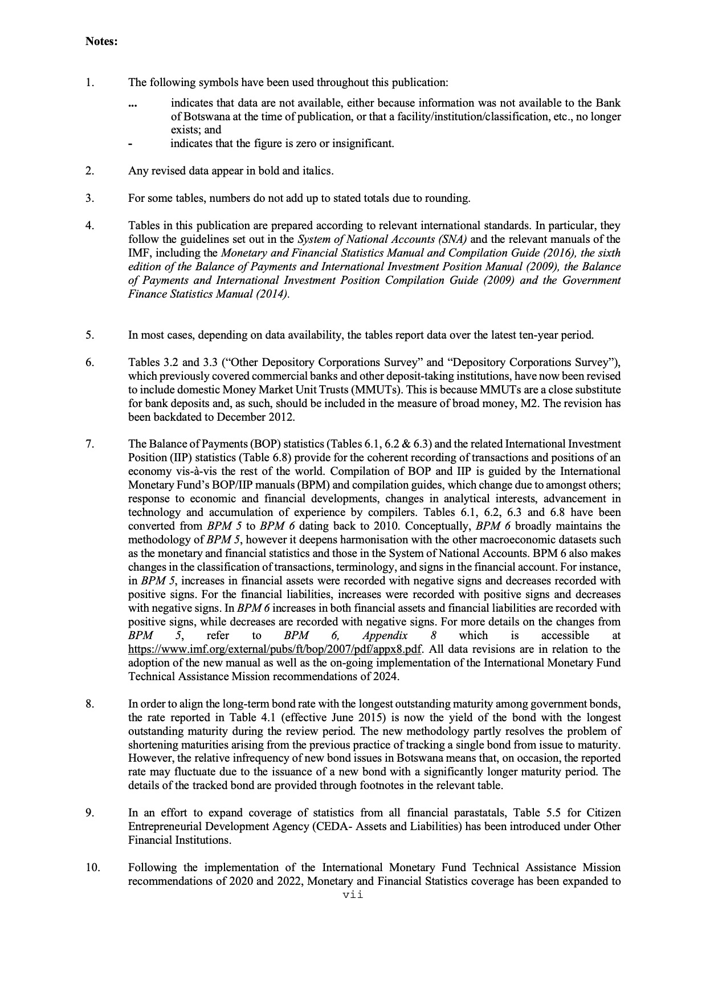 Notes:
1. The following symbols have been used throughout this publication:
... indicates that data are not available, either because information was not available to the Bank
of Botswana at the time of publication, or that a facility/institution/classification, etc., no longer
exists; and
- indicates that the figure is zero or insignificant.
2. Any revised data appear in bold and italics.
3. For some tables, numbers do not add up to stated totals due to rounding.
4. Tables in this publication are prepared according to relevant international standards. In particular, they
follow the guidelines set out in the System of National Accounts (SNA) and the relevant manuals of the
IMF, including the Monetary and Financial Statistics Manual and Compilation Guide (2016), the sixth
edition of the Balance of Payments and International Investment Position Manual (2009), the Balance
of Payments and International Investment Position Compilation Guide (2009) and the Government
Finance Statistics Manual (2014).
5. In most cases, depending on data availability, the tables report data over the latest ten-year period.
6. Tables 3.2 and 3.3 (“Other Depository Corporations Survey” and “Depository Corporations Survey”),
which previously covered commercial banks and other deposit-taking institutions, have now been revised
to include domestic Money Market Unit Trusts (MMUTs). This is because MMUTs are a close substitute
for bank deposits and, as such, should be included in the measure of broad money, M2. The revision has
been backdated to December 2012.
7. The Balance of Payments (BOP) statistics (Tables 6.1, 6.2 & 6.3) and the related International Investment
Position (IIP) statistics (Table 6.8) provide for the coherent recording of transactions and positions of an
economy vis-à-vis the rest of the world. Compilation of BOP and IIP is guided by the International
Monetary Fund’s BOP/IIP manuals (BPM) and compilation guides, which change due to amongst others;
response to economic and financial developments, changes in analytical interests, advancement in
technology and accumulation of experience by compilers. Tables 6.1, 6.2, 6.3 and 6.8 have been
converted from BPM 5 to BPM 6 dating back to 2010. Conceptually, BPM 6 broadly maintains the
methodology of BPM 5, however it deepens harmonisation with the other macroeconomic datasets such
as the monetary and financial statistics and those in the System of National Accounts. BPM 6 also makes
changes in the classification of transactions, terminology, and signs in the financial account. For instance,
in BPM 5, increases in financial assets were recorded with negative signs and decreases recorded with
positive signs. For the financial liabilities, increases were recorded with positive signs and decreases
with negative signs. In BPM 6 increases in both financial assets and financial liabilities are recorded with
positive signs, while decreases are recorded with negative signs. For more details on the changes from
BPM 5, refer to BPM 6, Appendix 8 which is accessible at
https://www.imf.org/external/pubs/ft/bop/2007/pdf/appx8.pdf. All data revisions are in relation to the
adoption of the new manual as well as the on-going implementation of the International Monetary Fund
Technical Assistance Mission recommendations of 2024.
8. In order to align the long-term bond rate with the longest outstanding maturity among government bonds,
the rate reported in Table 4.1 (effective June 2015) is now the yield of the bond with the longest
outstanding maturity during the review period. The new methodology partly resolves the problem of
shortening maturities arising from the previous practice of tracking a single bond from issue to maturity.
However, the relative infrequency of new bond issues in Botswana means that, on occasion, the reported
rate may fluctuate due to the issuance of a new bond with a significantly longer maturity period. The
details of the tracked bond are provided through footnotes in the relevant table.
9. In an effort to expand coverage of statistics from all financial parastatals, Table 5.5 for Citizen
Entrepreneurial Development Agency (CEDA- Assets and Liabilities) has been introduced under Other
Financial Institutions.
10. Following the implementation of the International Monetary Fund Technical Assistance Mission
recommendations of 2020 and 2022, Monetary and Financial Statistics coverage has been expanded to
vii